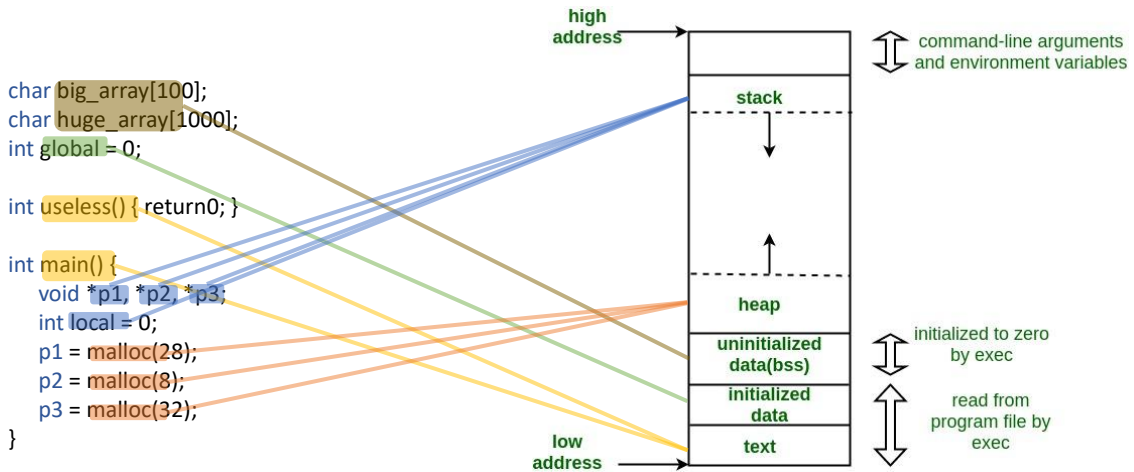 char big_array[100];
char huge_array[1000];
int global = 0;
int useless() { return0; }
int main() {
void *p1, *p2, *p3;
int local = 0;
p1 = malloc(28);
p2 = malloc(8);
p3 = malloc(32);
}
high
address
command-line arguments
and environment variables
stack
heap
uninitialized
data(bss)
initialized to zero
by exec
initialized
data
read from
program file by
exec
text
low
address